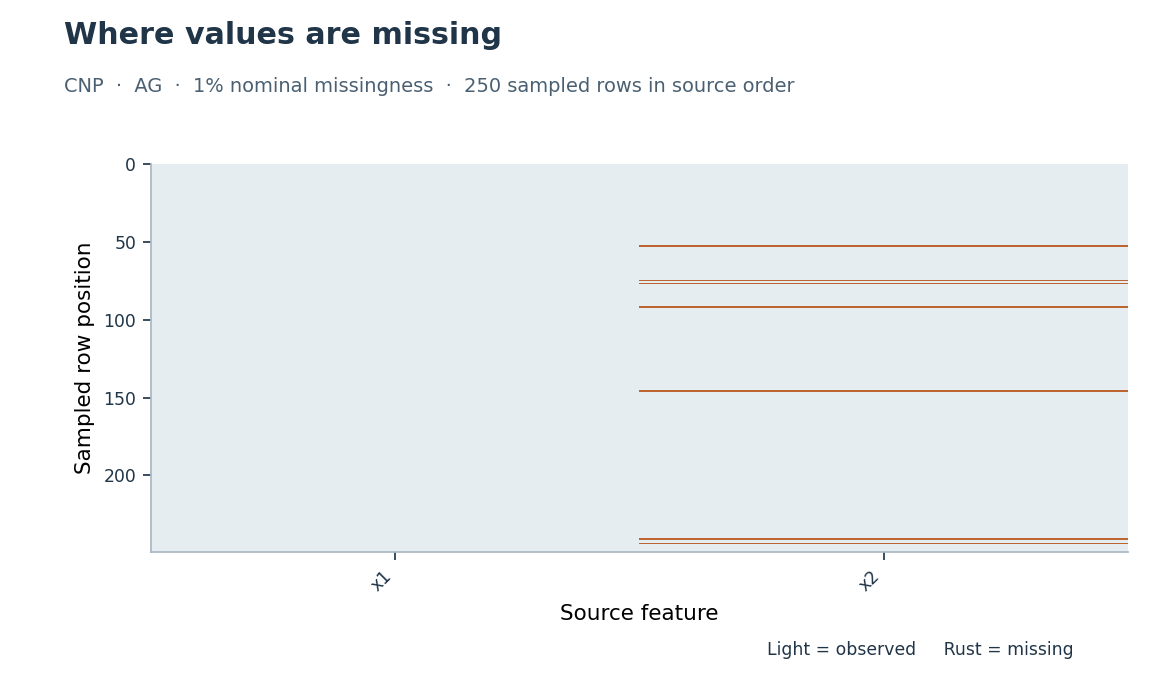 Where values are missing
CNP · AG · 1% nominal missingness · 250 sampled rows in source order
0
50
100
150
200
Sampled row position
x1
x2
Source feature
Light = observed Rust = missing